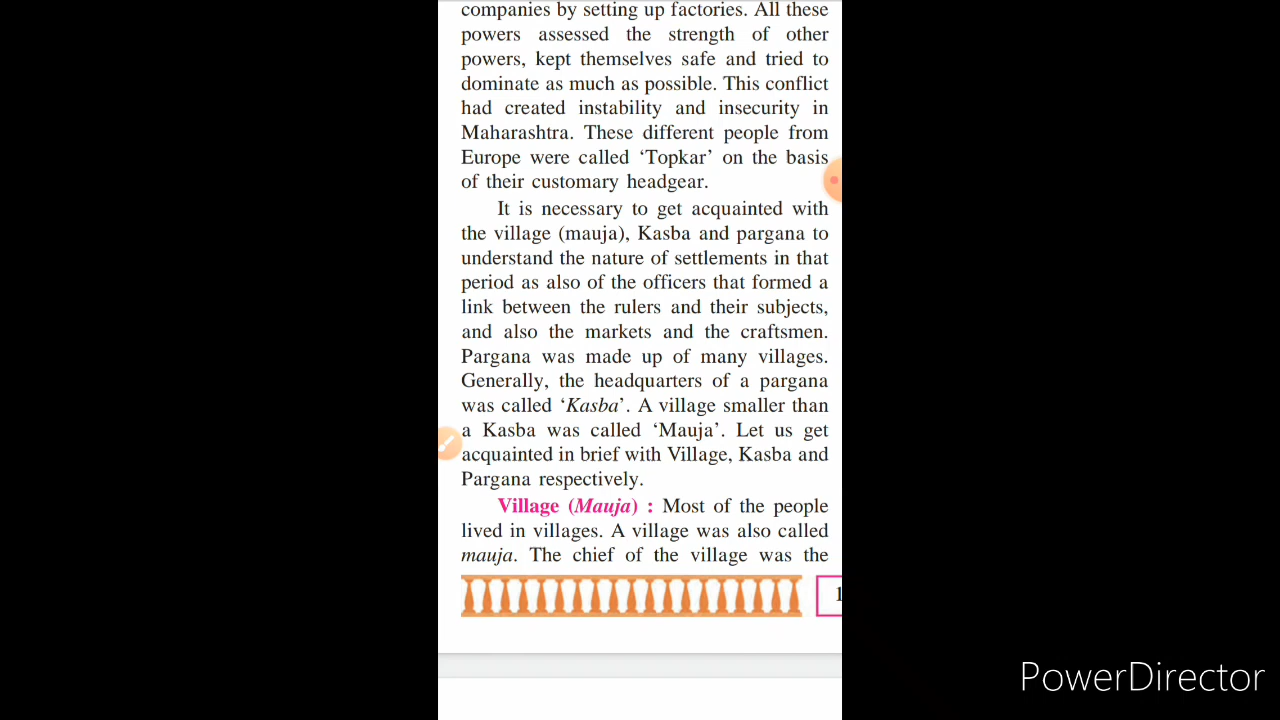 companies by setting up factories. All these
powers assessed the strength of other
powers, kept themselves safe and tried to
dominate as much as possible. This conflict
had created instability and insecurity in
Maharashtra. These different people from
Europe were called ‘Topkar’ on the basis
of their customary headgear.
It is necessary to get acquainted with
the village (mauja), Kasba and pargana to
understand the nature of settlements in that
period as also of the officers that formed a
link between the rulers and their subjects,
and also the markets and the craftsmen.
Pargana was made up of many villages.
Generally, the headquarters of a pargana
was called ‘Kasba’. A village smaller than
a Kasba was called ‘Mauja’. Let us get
acquainted in brief with Village, Kasba and
Pargana respectively.
Village (Mauja) : Most of the people
lived in villages. A village was also called
mauja. The chief of the village was the
1
PowerDirector